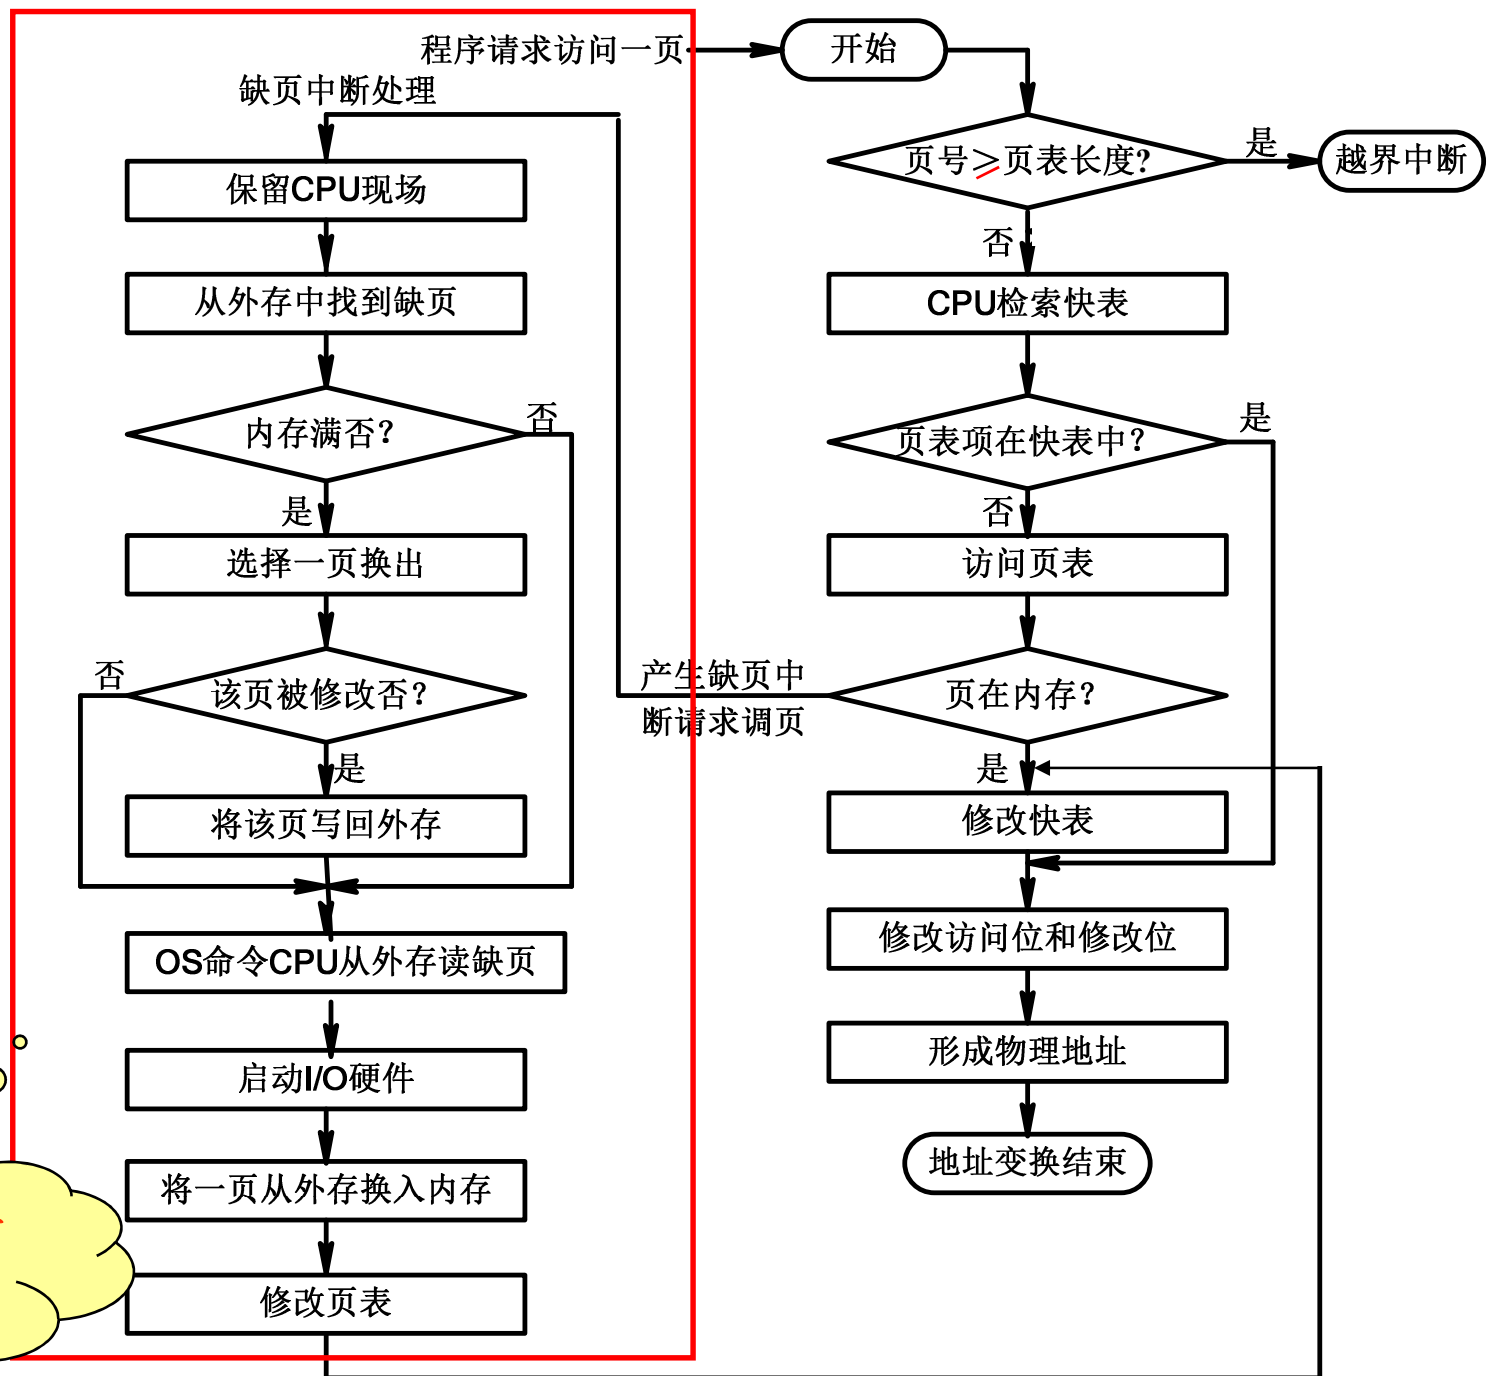 程序请求访问一页
开始
缺页中断处理
页号≥页表长度?
是
越界中断
保留CPU现场
否
从外存中找到缺页
CPU检索快表
内存满否?
否
页表项在快表中?
是
是
否
选择一页换出
访问页表
否
该页被修改否?
产生缺页中
断请求调页
页在内存?
是
是
将该页写回外存
修改快表
OS命令CPU从外存读缺页
修改访问位和修改位
启动I/O硬件
形成物理地址
将一页从外存换入内存
地址变换结束
修改页表